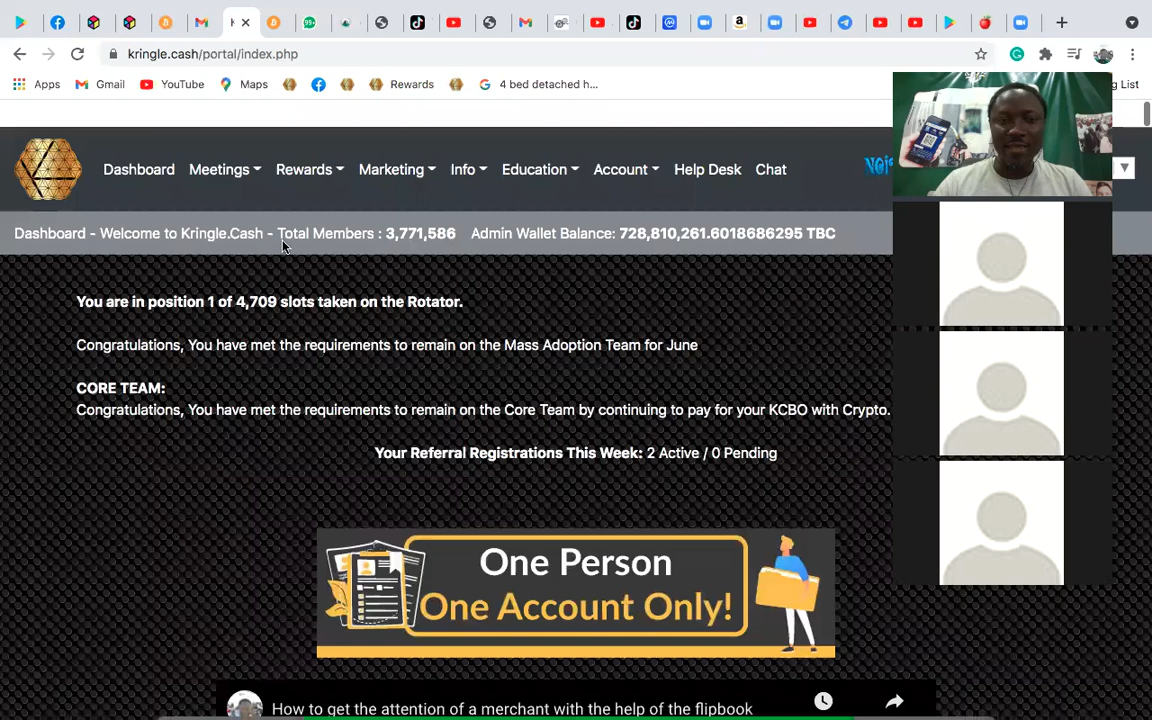 kringle.cash/portal/index.php
Apps Gmail YouTube Maps Rewards 4 bed detached h...
Dashboard Meetings Rewards Marketing Info Education Account Help Desk Chat
Dashboard - Welcome to Kringle.Cash - Total Members : 3,771,586 Admin Wallet Balance: 728,810,261.6018686295 TBC
You are in position 1 of 4,709 slots taken on the Rotator.
Congratulations, You have met the requirements to remain on the Mass Adoption Team for June
CORE TEAM:
Congratulations, You have met the requirements to remain on the Core Team by continuing to pay for your KCBO with Crypto.
Your Referral Registrations This Week: 2 Active / 0 Pending
One Person
One Account Only!
How to get the attention of a merchant with the help of the flipbook